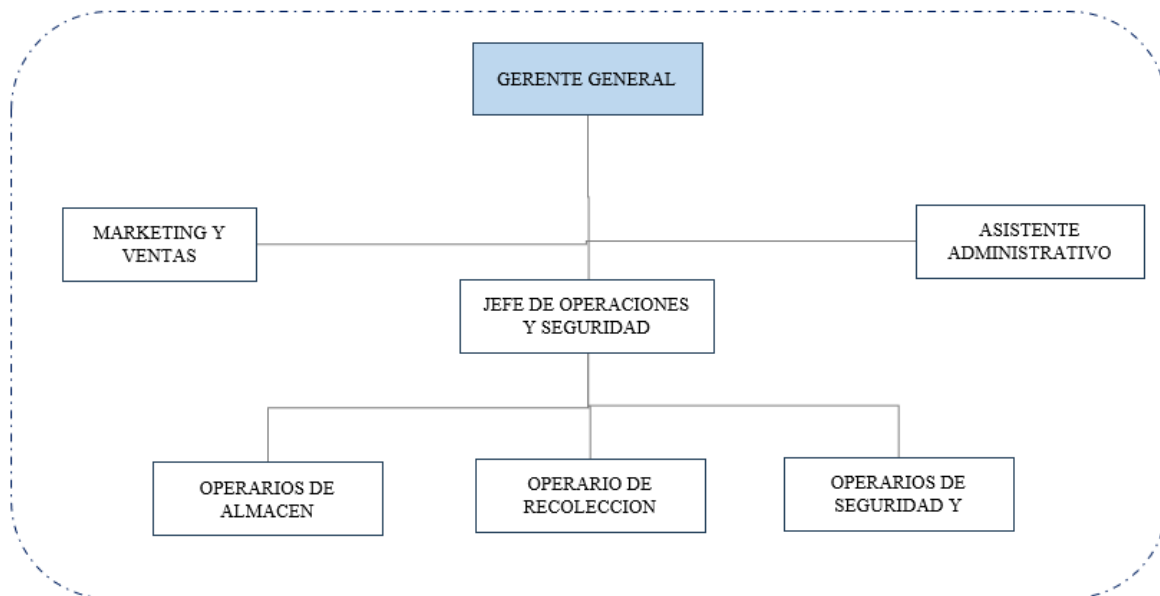 GERENTE GENERAL
MARKETING Y
VENTAS
ASISTENTE
ADMINISTRATIVO
JEFE DE OPERACIONES
Y SEGURIDAD
OPERARIOS DE
ALMACEN
OPERARIO DE
RECOLECCION
OPERARIOS DE
SEGURIDAD Y